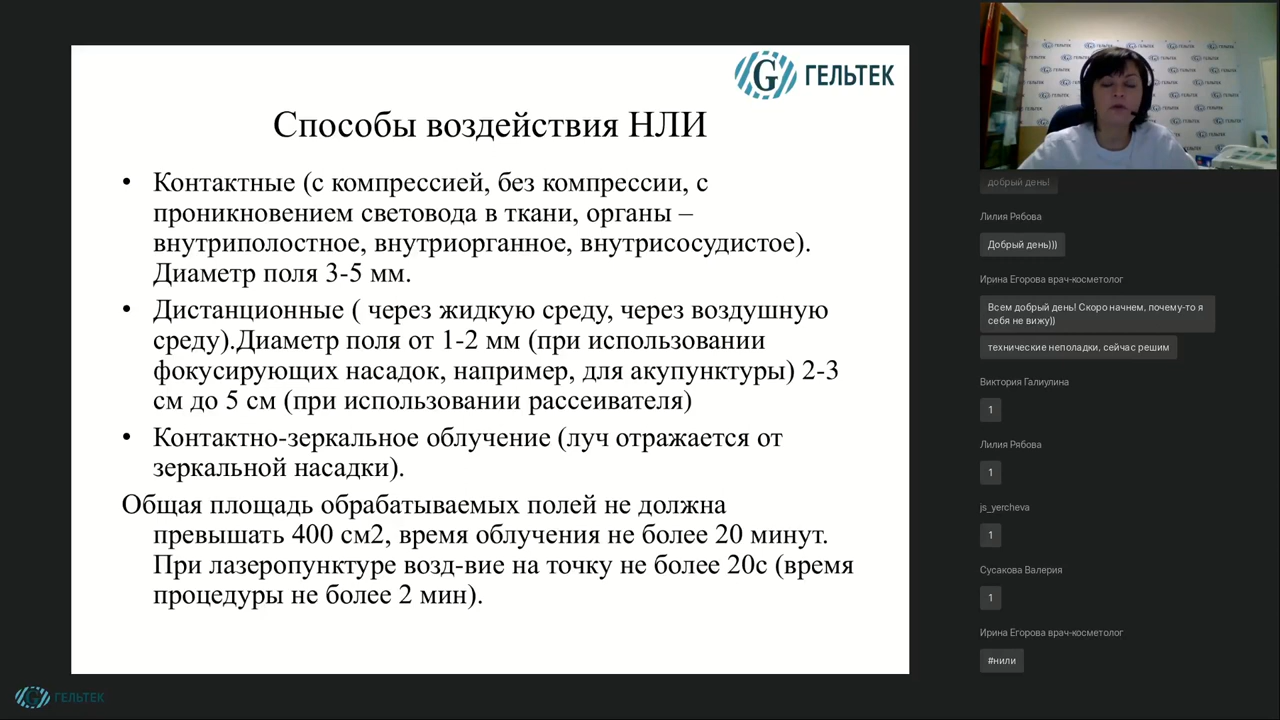 ГЕЛЬТЕК
Способы воздействия НЛИ
• Контактные (с компрессией, без компрессии, с
проникновением световода в ткани, органы –
внутриполостное, внутриорганное, внутрисосудистое).
Диаметр поля 3-5 мм.
• Дистанционные ( через жидкую среду, через воздушную
среду).Диаметр поля от 1-2 мм (при использовании
фокусирующих насадок, например, для акупунктуры) 2-3
см до 5 см (при использовании рассеивателя)
• Контактно-зеркальное облучение (луч отражается от
зеркальной насадки).
Общая площадь обрабатываемых полей не должна
превышать 400 см2, время облучения не более 20 минут.
При лазеропунктуре возд-вие на точку не более 20с (время
процедуры не более 2 мин).
ГЕЛЬТЕК
добрый день!
Лилия Рябова
Добрый день)))
Ирина Егорова врач-косметолог
Всем добрый день! Скоро начнем, почему-то я
себя не вижу))
технические неполадки, сейчас решим
Виктория Галиулина
1
Лилия Рябова
1
js_yercheva
1
Сусакова Валерия
1
Ирина Егорова врач-косметолог
#нили